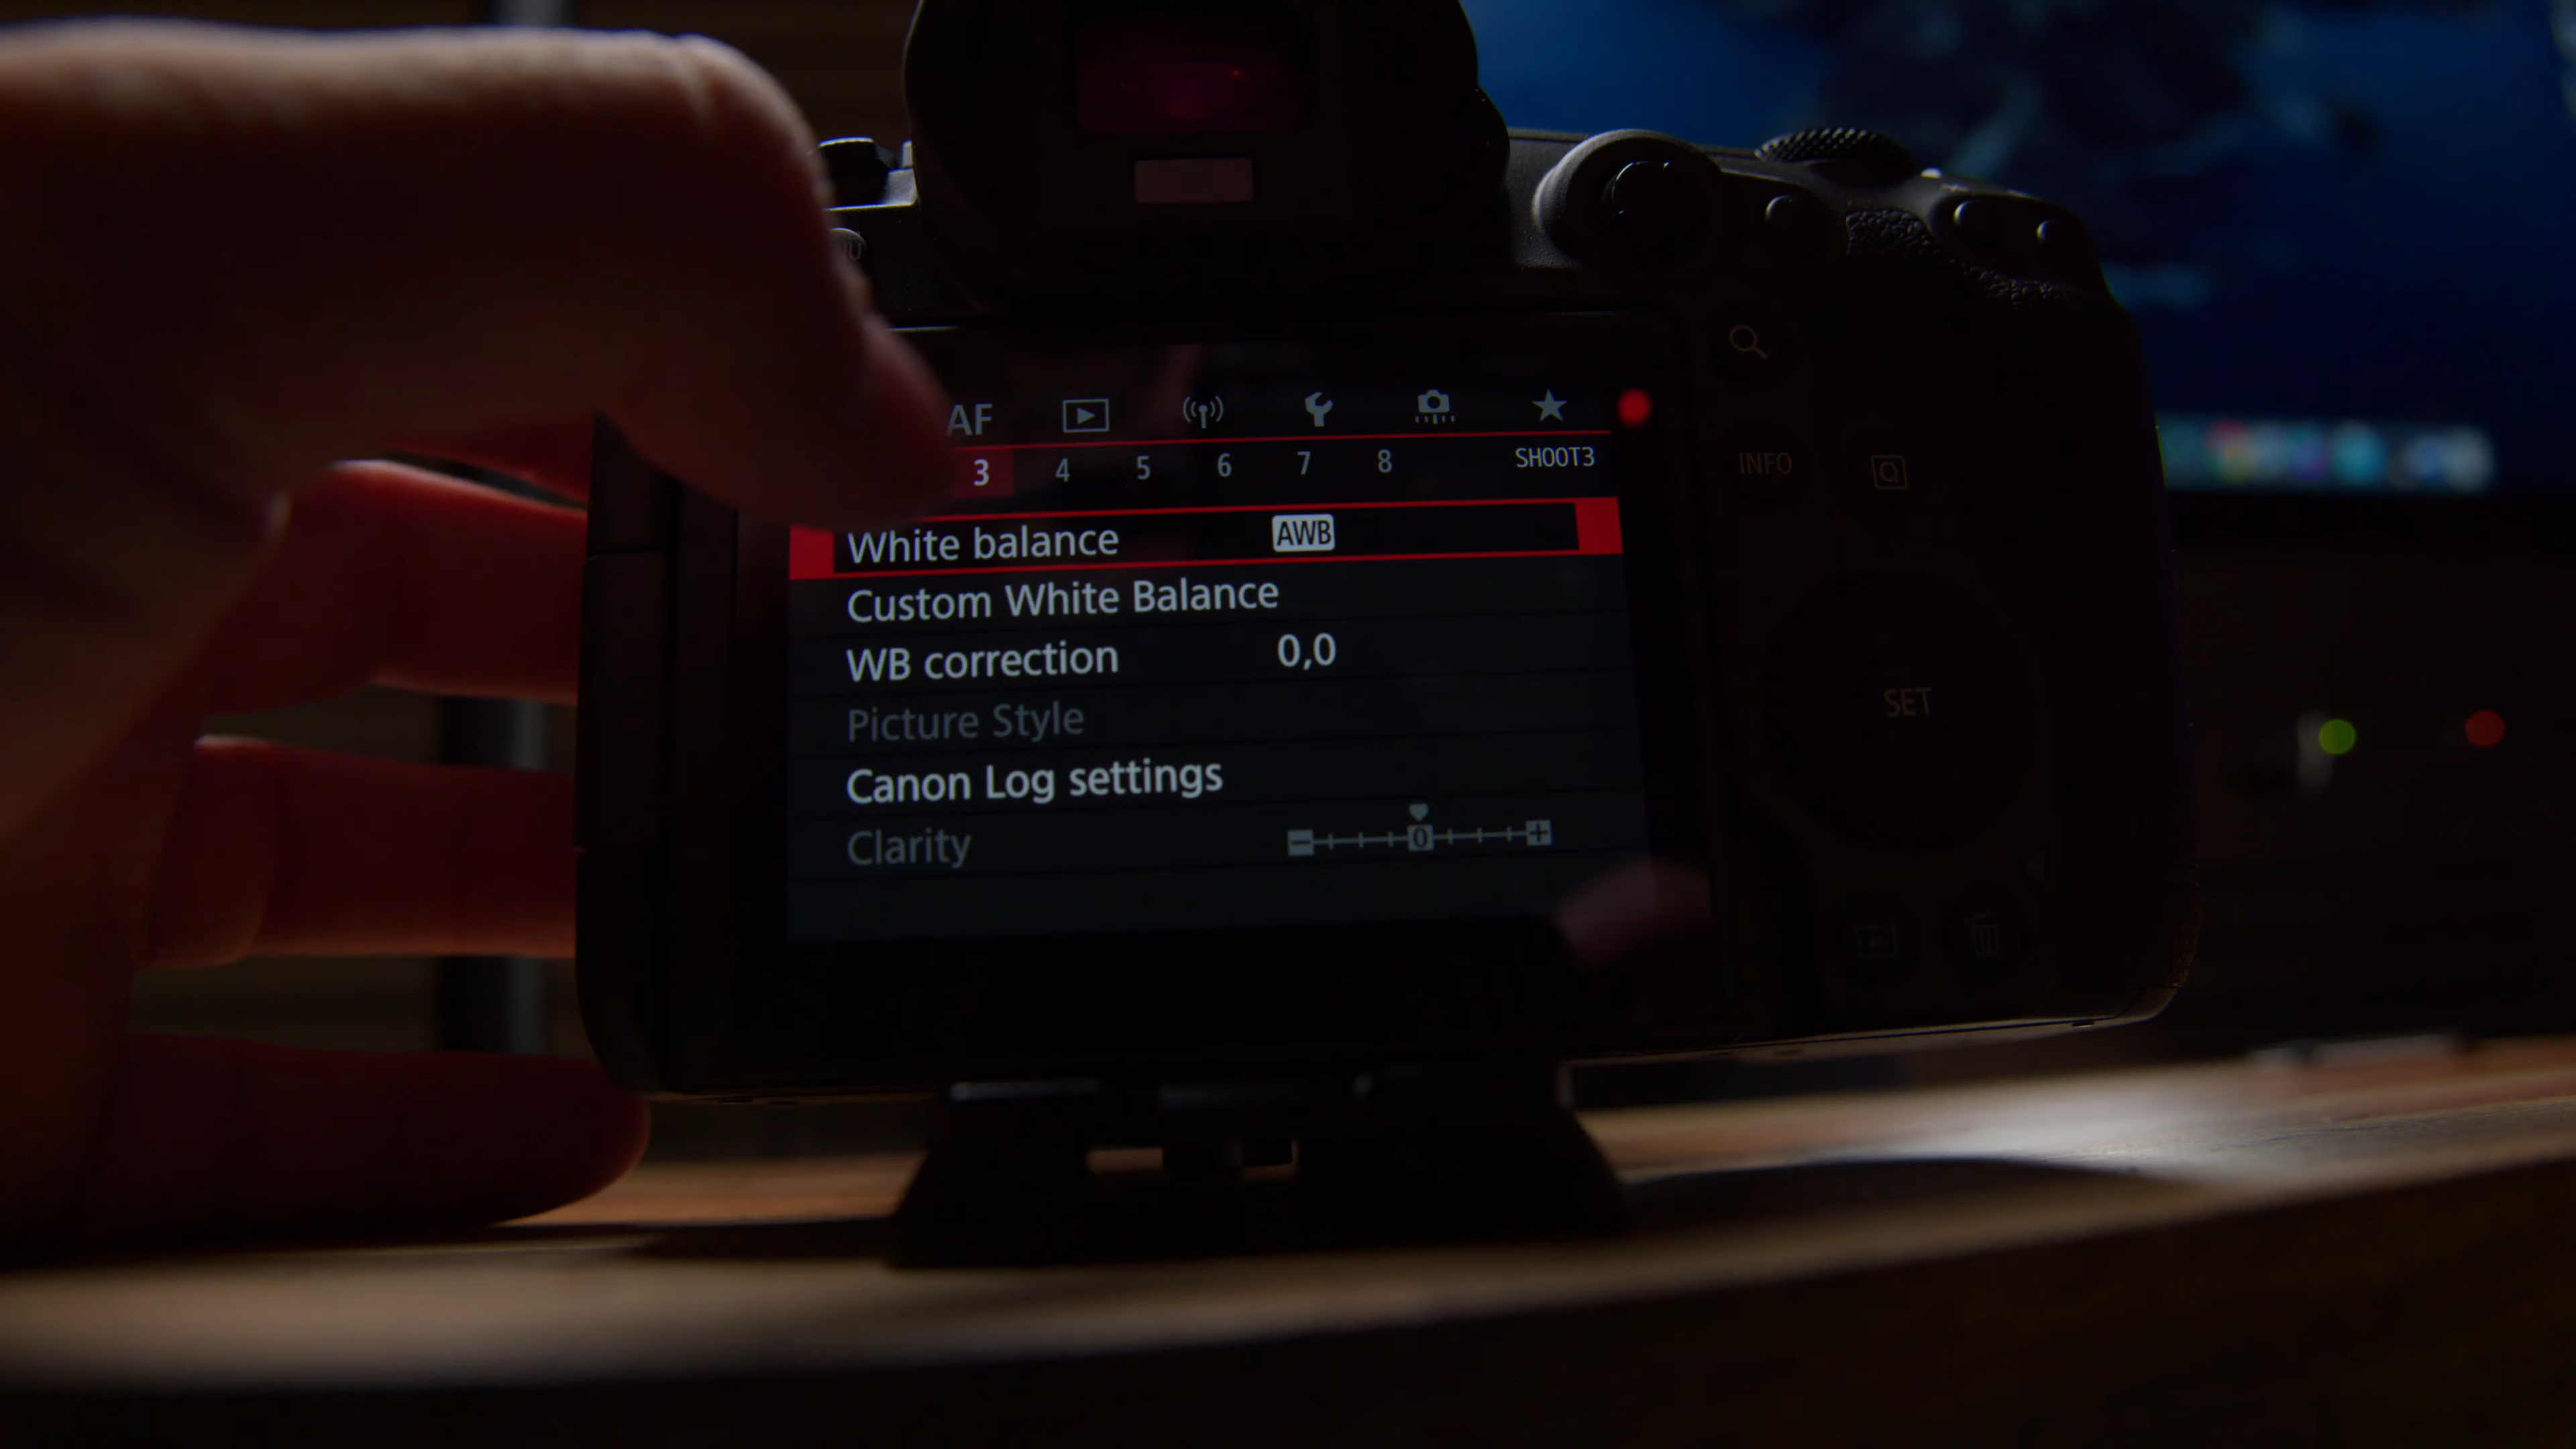 AF
3 4 5 6 7 8 SHOOT3
White balance AWB
Custom White Balance
WB correction 0,0
Picture Style
Canon Log settings
Clarity 0
INFO
Q
SET